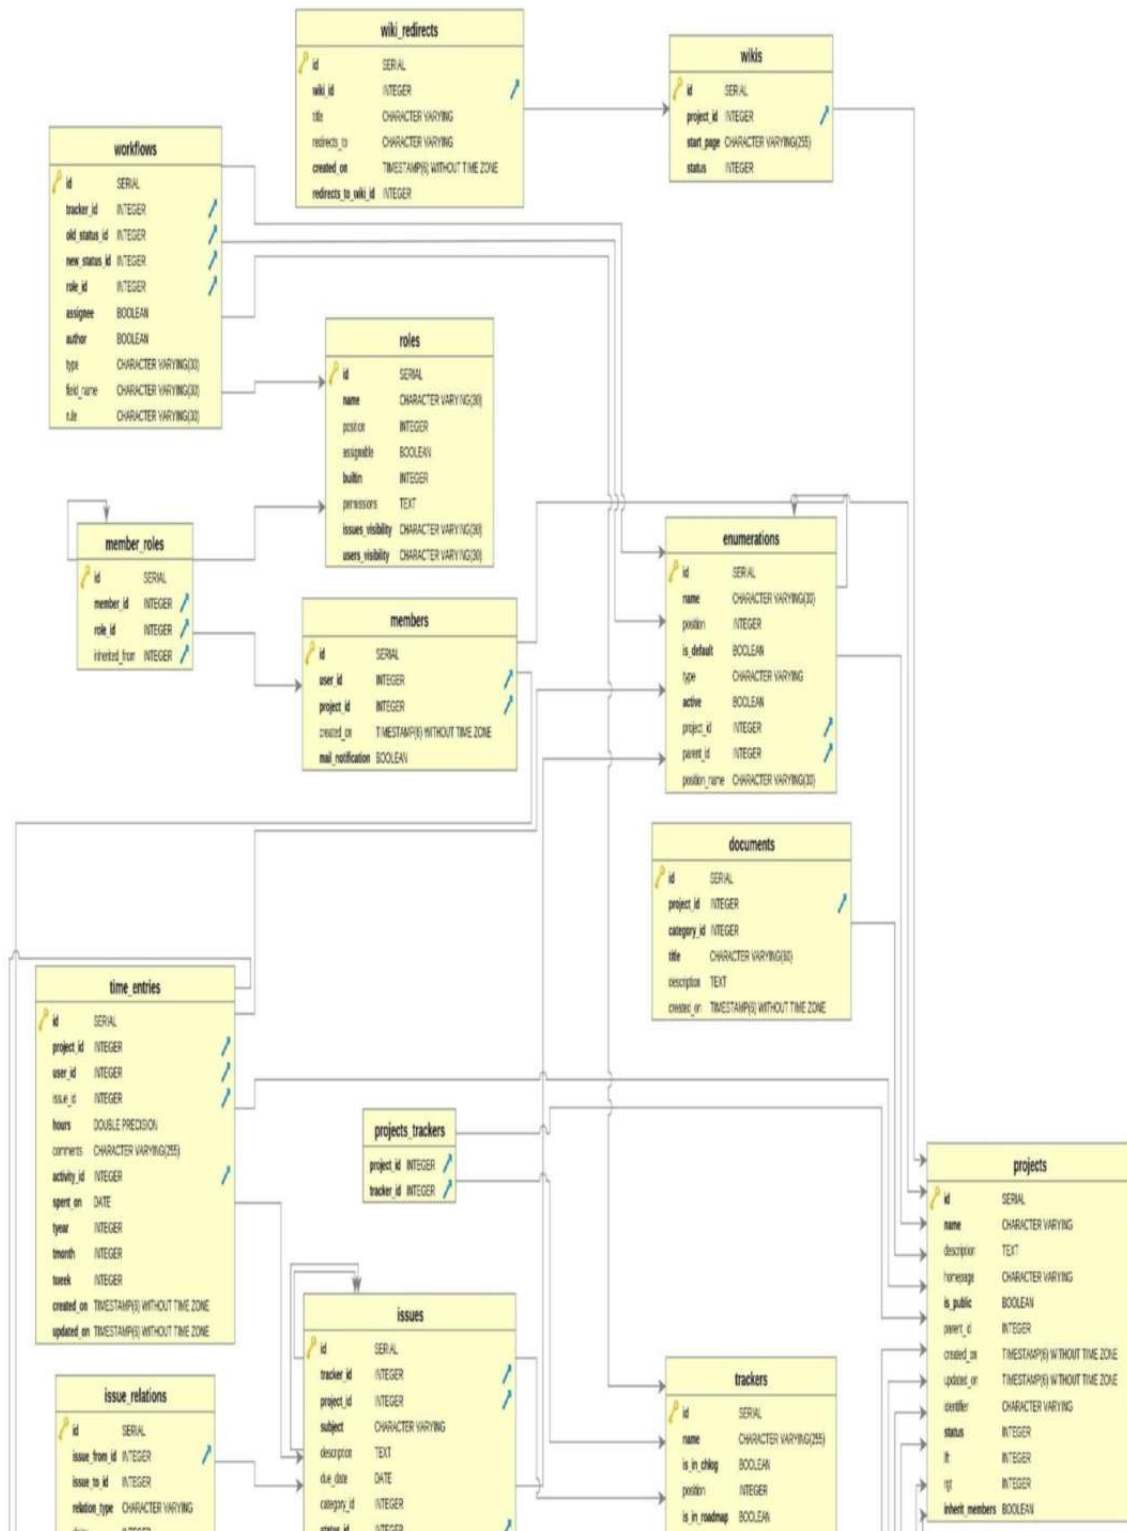 wiki_redirects
id SERIAL
wiki_id INTEGER
title CHARACTER VARYING
redirects_to CHARACTER VARYING
created_on TIMESTAMP(6) WITHOUT TIME ZONE
redirects_to_wiki_id INTEGER
wikis
id SERIAL
project_id INTEGER
start_page CHARACTER VARYING(255)
status INTEGER
workflows
id SERIAL
tracker_id INTEGER
old_status_id INTEGER
new_status_id INTEGER
role_id INTEGER
assignee BOOLEAN
author BOOLEAN
type CHARACTER VARYING(30)
field_name CHARACTER VARYING(30)
rule CHARACTER VARYING(30)
roles
id SERIAL
name CHARACTER VARYING(30)
position INTEGER
assignable BOOLEAN
builtin INTEGER
permissions TEXT
issues_visibility CHARACTER VARYING(30)
users_visibility CHARACTER VARYING(30)
member_roles
id SERIAL
member_id INTEGER
role_id INTEGER
inherited_from INTEGER
members
id SERIAL
user_id INTEGER
project_id INTEGER
created_on TIMESTAMP(6) WITHOUT TIME ZONE
mail_notification BOOLEAN
enumerations
id SERIAL
name CHARACTER VARYING(30)
position INTEGER
is_default BOOLEAN
type CHARACTER VARYING
active BOOLEAN
project_id INTEGER
parent_id INTEGER
position_name CHARACTER VARYING(30)
documents
id SERIAL
project_id INTEGER
category_id INTEGER
title CHARACTER VARYING(60)
description TEXT
created_on TIMESTAMP(6) WITHOUT TIME ZONE
time_entries
id SERIAL
project_id INTEGER
user_id INTEGER
issue_id INTEGER
hours DOUBLE PRECISION
comments CHARACTER VARYING(255)
activity_id INTEGER
spent_on DATE
tyear INTEGER
tmonth INTEGER
tweek INTEGER
created_on TIMESTAMP(6) WITHOUT TIME ZONE
updated_on TIMESTAMP(6) WITHOUT TIME ZONE
projects_trackers
project_id INTEGER
tracker_id INTEGER
projects
id SERIAL
name CHARACTER VARYING
description TEXT
homepage CHARACTER VARYING
is_public BOOLEAN
parent_id INTEGER
created_on TIMESTAMP(6) WITHOUT TIME ZONE
updated_on TIMESTAMP(6) WITHOUT TIME ZONE
identifier CHARACTER VARYING
status INTEGER
lft INTEGER
rgt INTEGER
inherit_members BOOLEAN
issues
id SERIAL
tracker_id INTEGER
project_id INTEGER
subject CHARACTER VARYING
description TEXT
due_date DATE
category_id INTEGER
status_id INTEGER
issue_relations
id SERIAL
issue_from_id INTEGER
issue_to_id INTEGER
relation_type CHARACTER VARYING
INTEGER
trackers
id SERIAL
name CHARACTER VARYING(255)
is_in_chlog BOOLEAN
position INTEGER
is_in_roadmap BOOLEAN